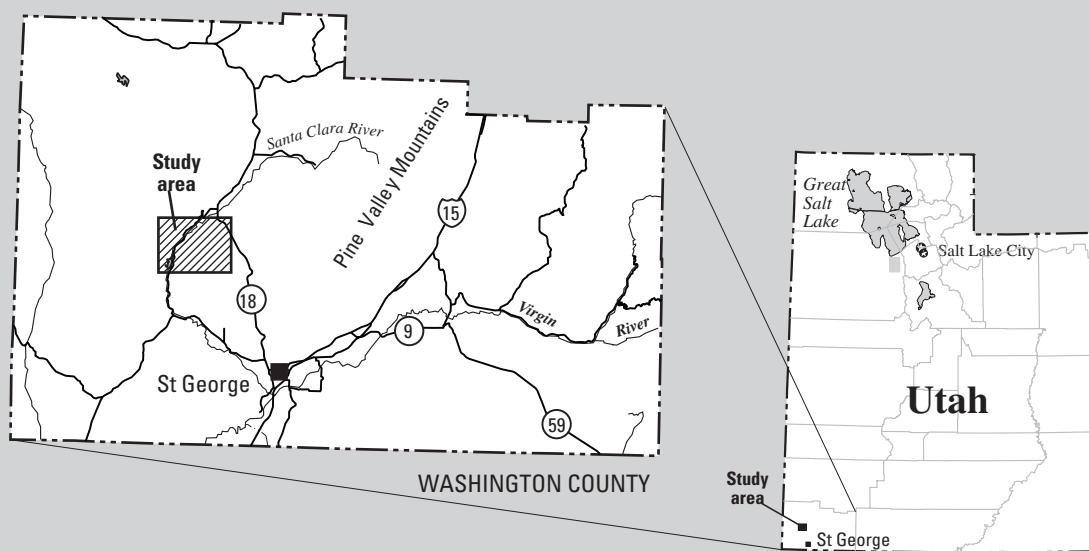 Santa Clara River
Pine Valley Mountains
Study
area
15
18
9
Virgin
River
St George
59
WASHINGTON COUNTY
Great
Salt
Lake
Salt Lake City
Utah
Study
area
St George